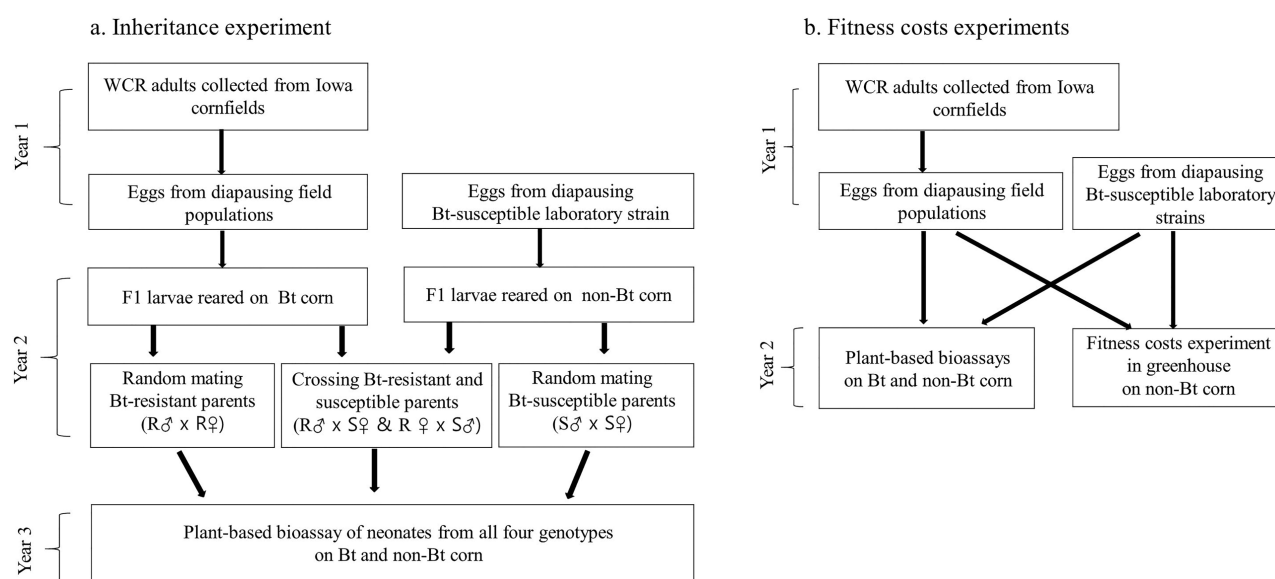 a. Inheritance experiment
Year 1
WCR adults collected from Iowa
cornfields
Eggs from diapausing field
populations
Eggs from diapausing
Bt-susceptible laboratory strain
Year 2
F1 larvae reared on Bt corn
F1 larvae reared on non-Bt corn
Random mating
Bt-resistant parents
(R♂ x R♀)
Crossing Bt-resistant and
susceptible parents
(R♂ x S♀ & R ♀ x S♂)
Random mating
Bt-susceptible parents
(S♂ x S♀)
Year 3
Plant-based bioassay of neonates from all four genotypes
on Bt and non-Bt corn
b. Fitness costs experiments
Year 1
WCR adults collected from Iowa
cornfields
Eggs from diapausing field
populations
Eggs from diapausing
Bt-susceptible laboratory
strains
Year 2
Plant-based bioassays
on Bt and non-Bt corn
Fitness costs experiment
in greenhouse
on non-Bt corn